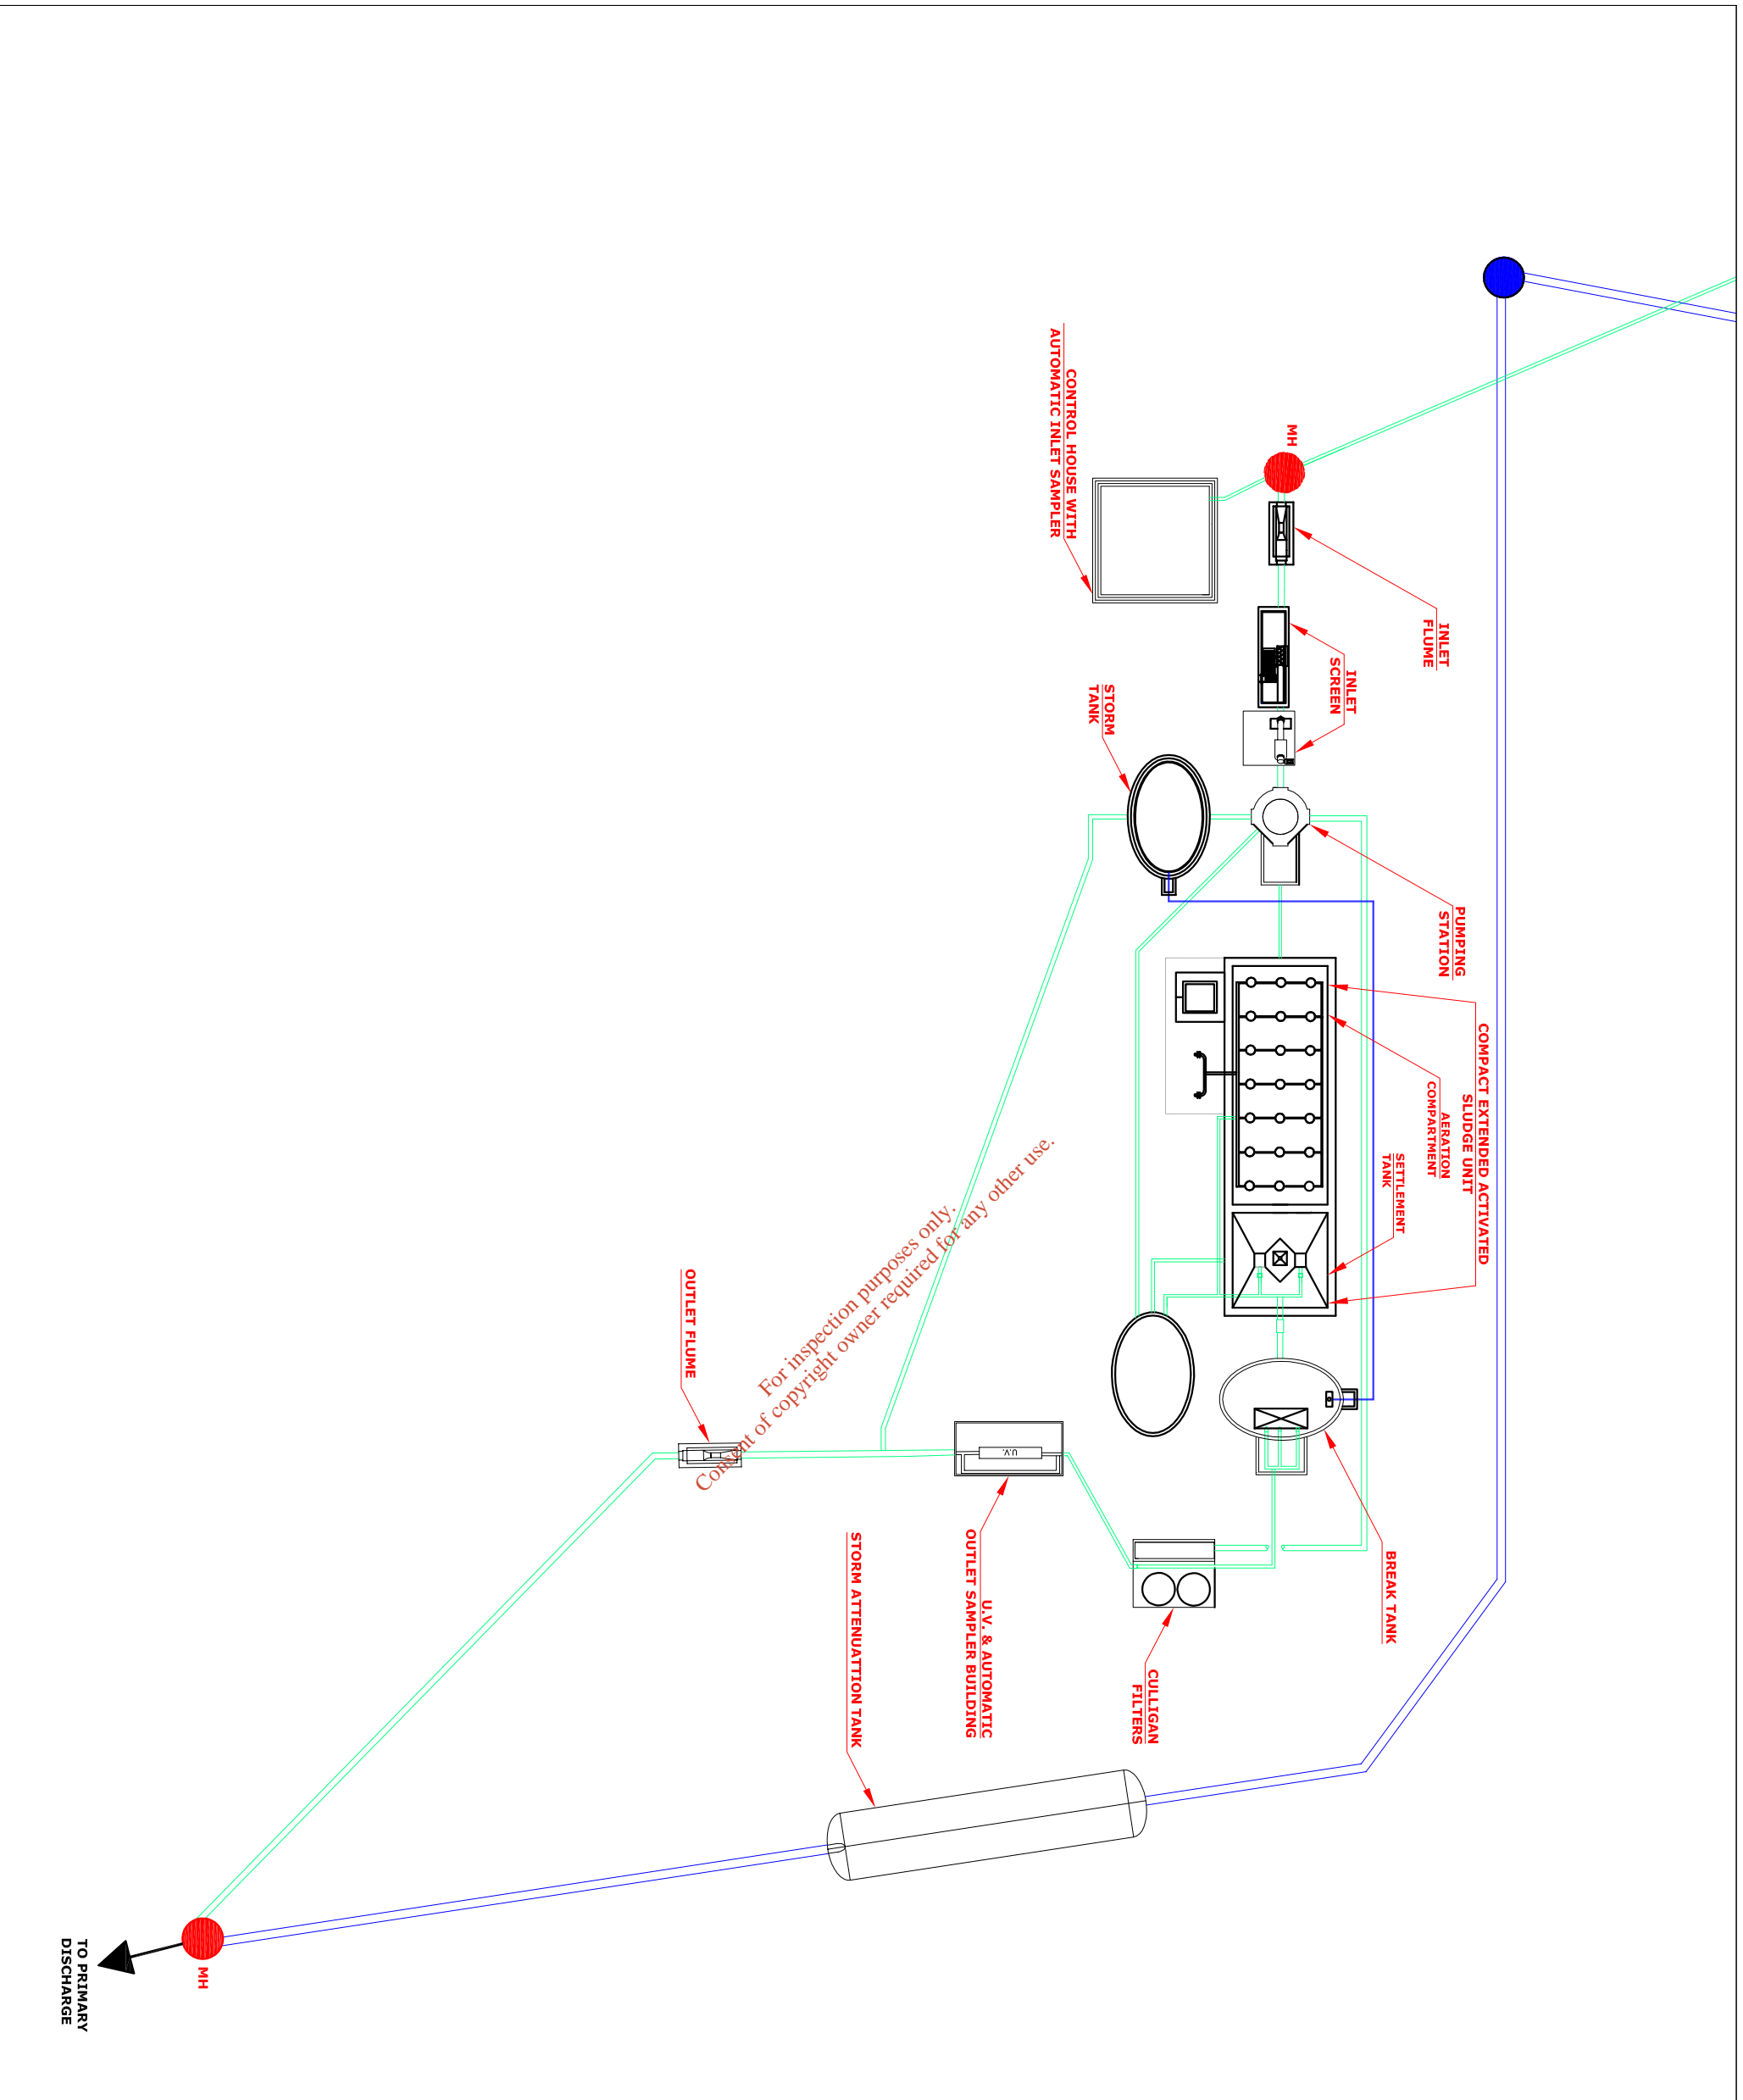 MH
CONTROL HOUSE WITH
AUTOMATIC INLET SAMPLER
INLET
FLUME
INLET
SCREEN
STORM
TANK
PUMPING
STATION
COMPACT EXTENDED ACTIVATED
SLUDGE UNIT
AERATION
COMPARTMENT
SETTLEMENT
TANK
For inspection purposes only.
Consent of copyright owner required for any other use.
OUTLET FLUME
U.V.
BREAK TANK
U.V. & AUTOMATIC
OUTLET SAMPLER BUILDING
STORM ATTENUATTION TANK
CULLIGAN
FILTERS
MH
TO PRIMARY
DISCHARGE